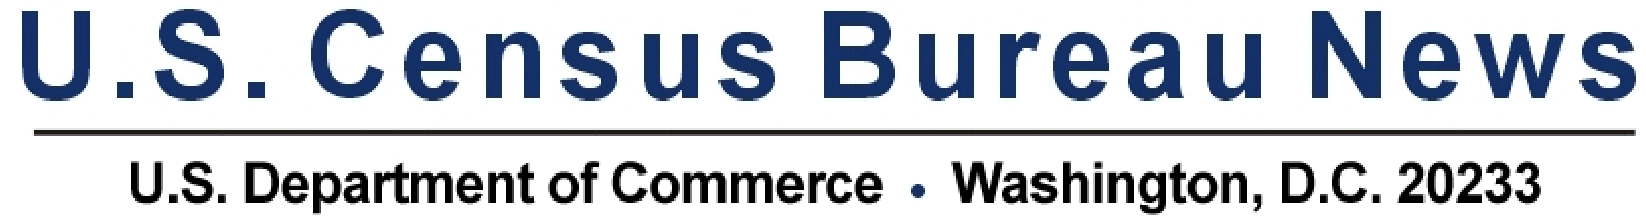 U.S. Census Bureau News
U.S. Department of Commerce • Washington, D.C. 20233